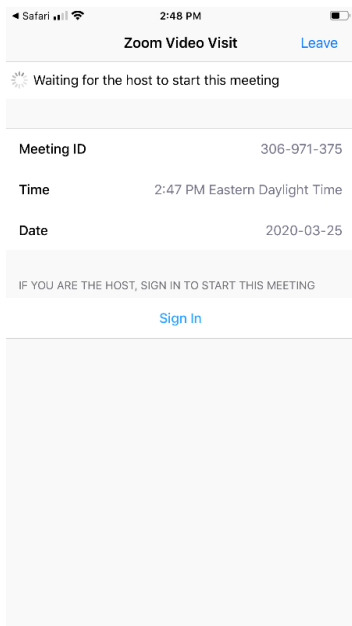 Safari 2:48 PM
Zoom Video Visit Leave
Waiting for the host to start this meeting
Meeting ID 306-971-375
Time 2:47 PM Eastern Daylight Time
Date 2020-03-25
IF YOU ARE THE HOST, SIGN IN TO START THIS MEETING
Sign In